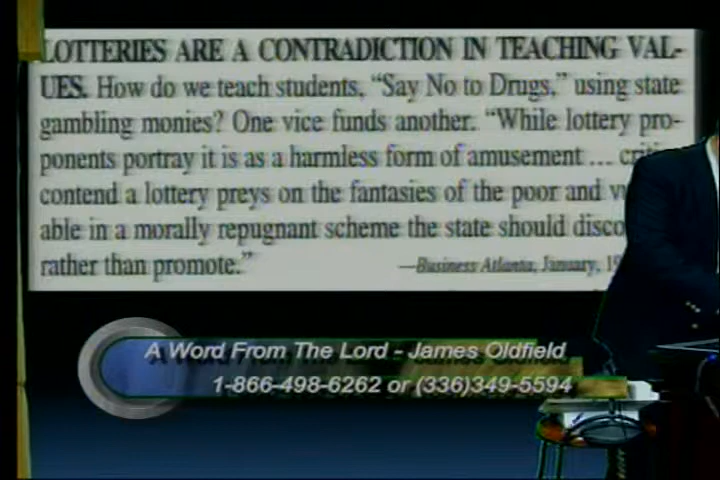 LOTTERIES ARE A CONTRADICTION IN TEACHING VAL-
UES. How do we teach students, “Say No to Drugs,” using state
gambling monies? One vice funds another. “While lottery pro-
ponents portray it is as a harmless form of amusement ... criti
contend a lottery preys on the fantasies of the poor and
able in a morally repugnant scheme the state should disco
rather than promote.”
—Business Atlanta, January, 19
A Word From The Lord - James Oldfield
1-866-498-6262 or (336)349-5594